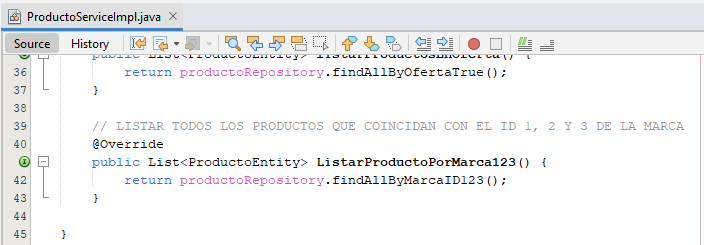 ProductoServiceImpl.java ×
Source History
public List<ProductoEntity> listarProductosEnOferta() {
36 return productoRepository.findAllByOfertaTrue();
37 }
38
39 // LISTAR TODOS LOS PRODUCTOS QUE COINCIDAN CON EL ID 1, 2 Y 3 DE LA MARCA
40 @Override
public List<ProductoEntity> ListarProductoPorMarca123() {
42 return productoRepository.findAllByMarcaID123();
43 }
44
45 }